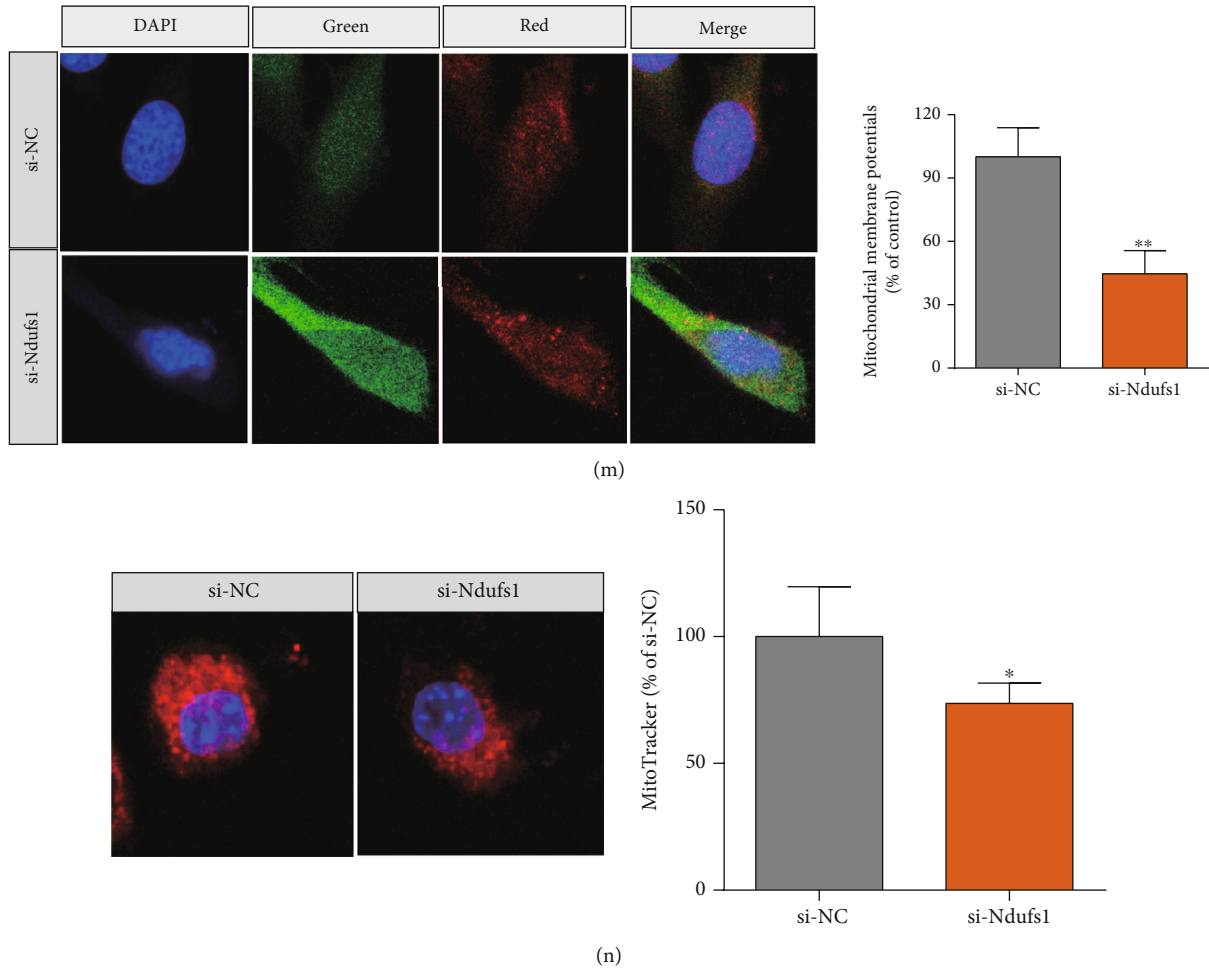 DAPI
Green
Red
Merge
si-NC
si-Ndufs1
Mitochondrial membrane potentials
(% of control)
120
90
60
30
0
**
si-NC
si-Ndufs1
(m)
si-NC
si-Ndufs1
MitoTracker (% of si-NC)
150
100
50
0
*
si-NC
si-Ndufs1
(n)